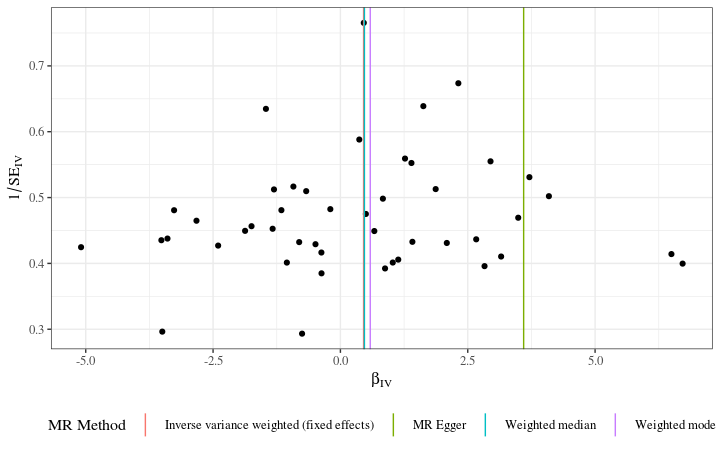 0.7
0.6
0.5
0.4
0.3
1/SE_IV
-5.0 -2.5 0.0 2.5 5.0
β_IV
MR Method Inverse variance weighted (fixed effects) MR Egger Weighted median Weighted mode